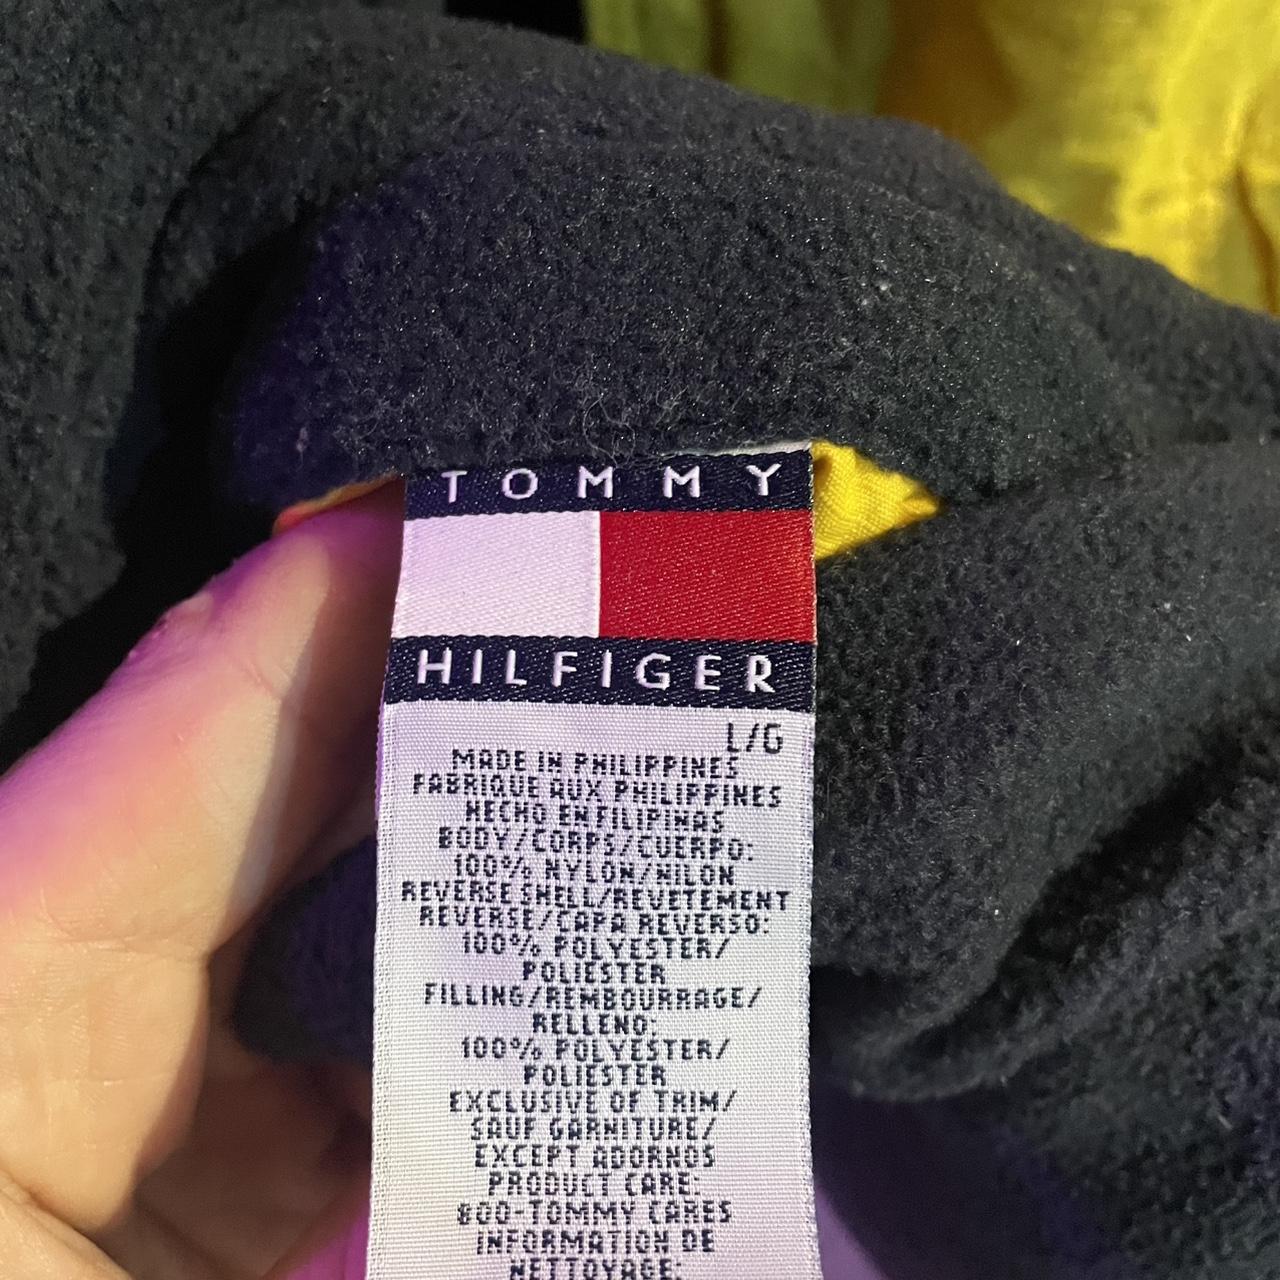 TOMMY
HILFIGER
L/G
MADE IN PHILIPPINES
FABRIQUE AUX PHILIPPINES
HECHO EN FILIPINAS
BODY/CORPS/CUERPO:
100% NYLON/NILON
REVERSE SHELL/REVETEMENT
REVERSE/CAPA REVERSO:
100% POLYESTER/
POLIESTER
FILLING/REMBOURRAGE/
RELLENO:
100% POLYESTER/
POLIESTER
EXCLUSIVE OF TRIM/
SAUF GARNITURE/
EXCEPT ADORNOS
PRODUCT CARE:
800-TOMMY CARES
INFORMATION DE
NETTOYAGE: